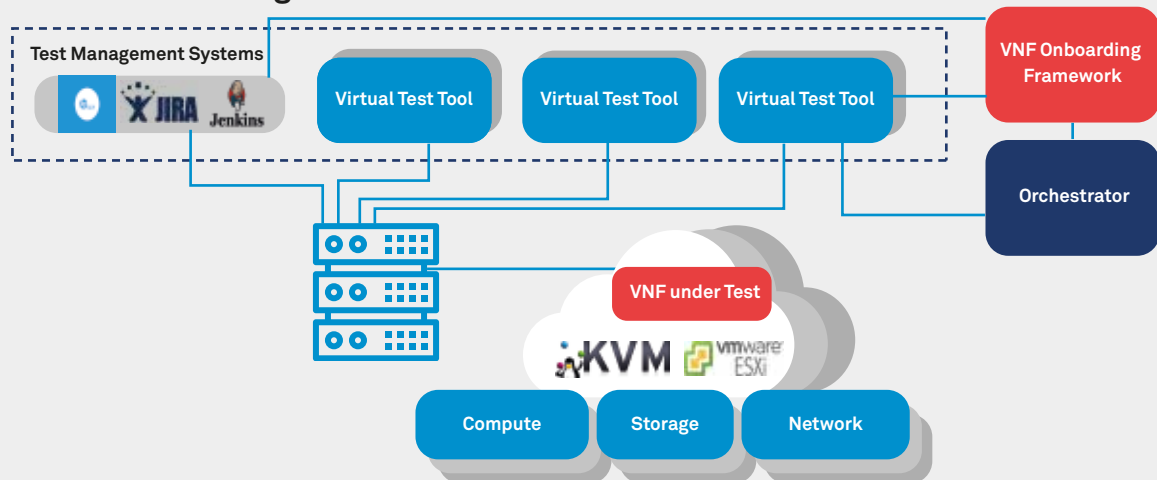 Test Management Systems
JIRA
Jenkins
Virtual Test Tool
Virtual Test Tool
Virtual Test Tool
VNF Onboarding
Framework
Orchestrator
VNF under Test
KVM
vmware
ESXi
Compute
Storage
Network